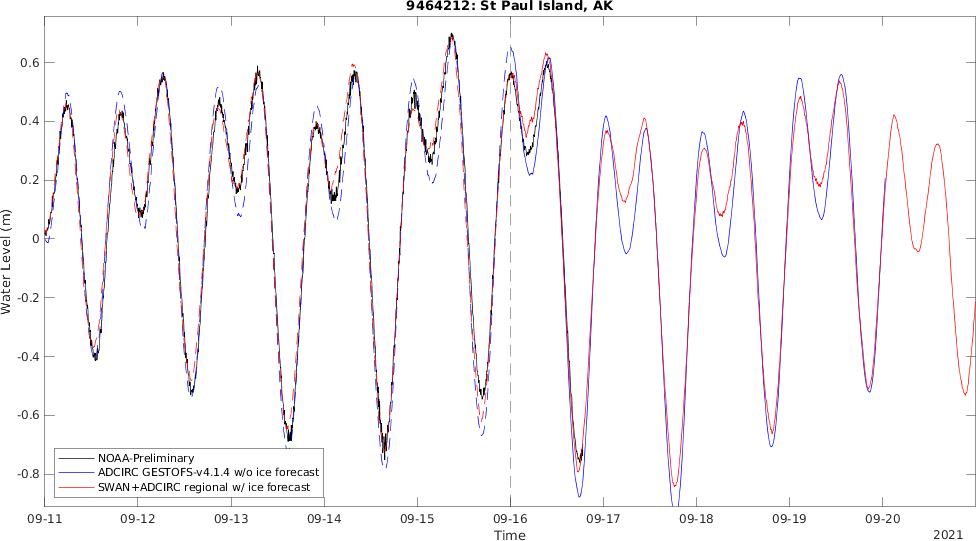 9464212: St Paul Island, AK
Water Level (m)
0.6
0.4
0.2
0
-0.2
-0.4
-0.6
-0.8
NOAA-Preliminary
ADCIRC GESTOFS-v4.1.4 w/o ice forecast
SWAN+ADCIRC regional w/ ice forecast
09-11 09-12 09-13 09-14 09-15 09-16 09-17 09-18 09-19 09-20
Time
2021